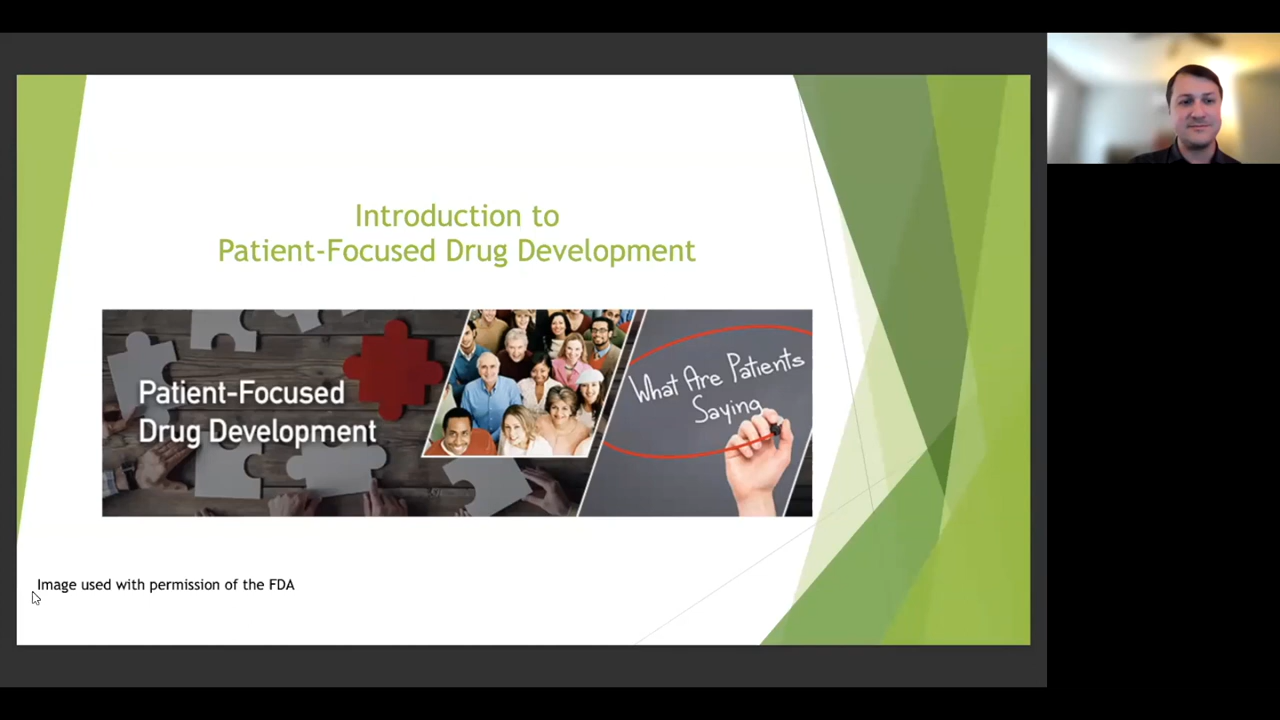 Introduction to
Patient-Focused Drug Development
Patient-Focused
Drug Development
What Are Patients
Saying
Image used with permission of the FDA